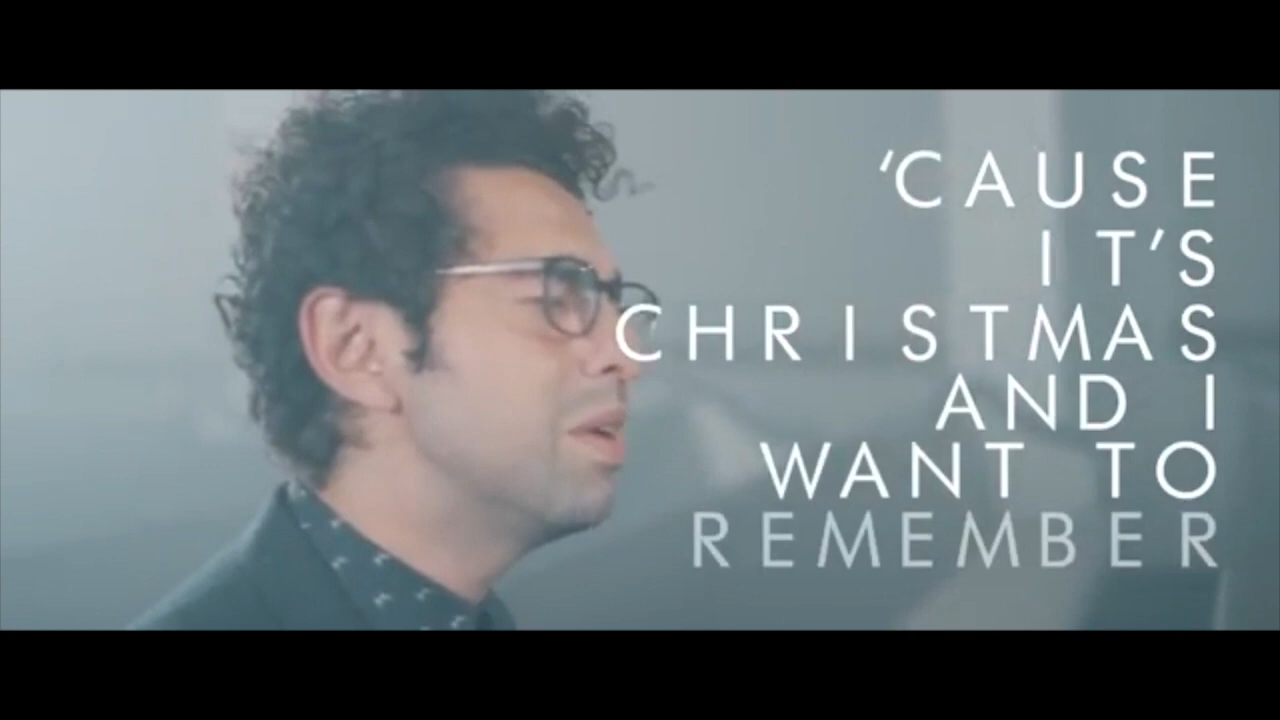 ‘CAUSE
IT’S
CHRISTMAS
AND I
WANT TO
REMEMBER